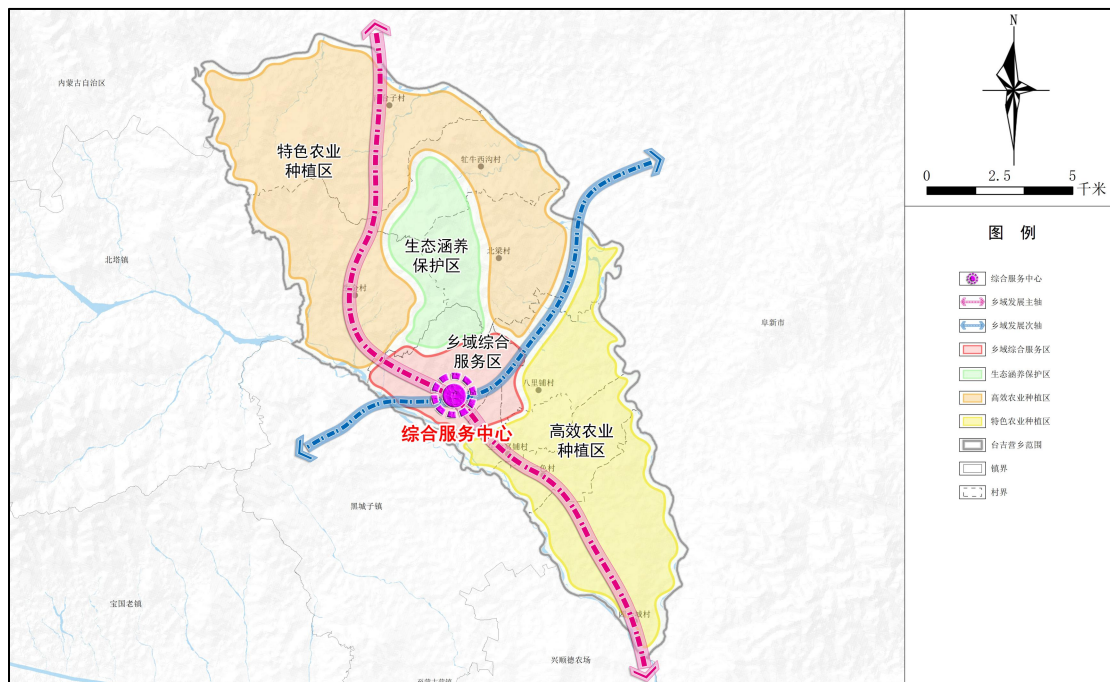 N
0
2.5
5
千米
图 例
综合服务中心
乡域发展主轴
乡域发展次轴
乡域综合服务区
生态涵养保护区
高效农业种植区
特色农业种植区
台吉营乡范围
镇界
村界
内蒙古自治区
特色农业
种植区
牤牛西沟村
北塔镇
生态涵养
保护区
北梁村
阜新市
乡域综合
服务区
八里铺村
综合服务中心
高效农业
种植区
黑城子镇
宝国老镇
兴顺德农场